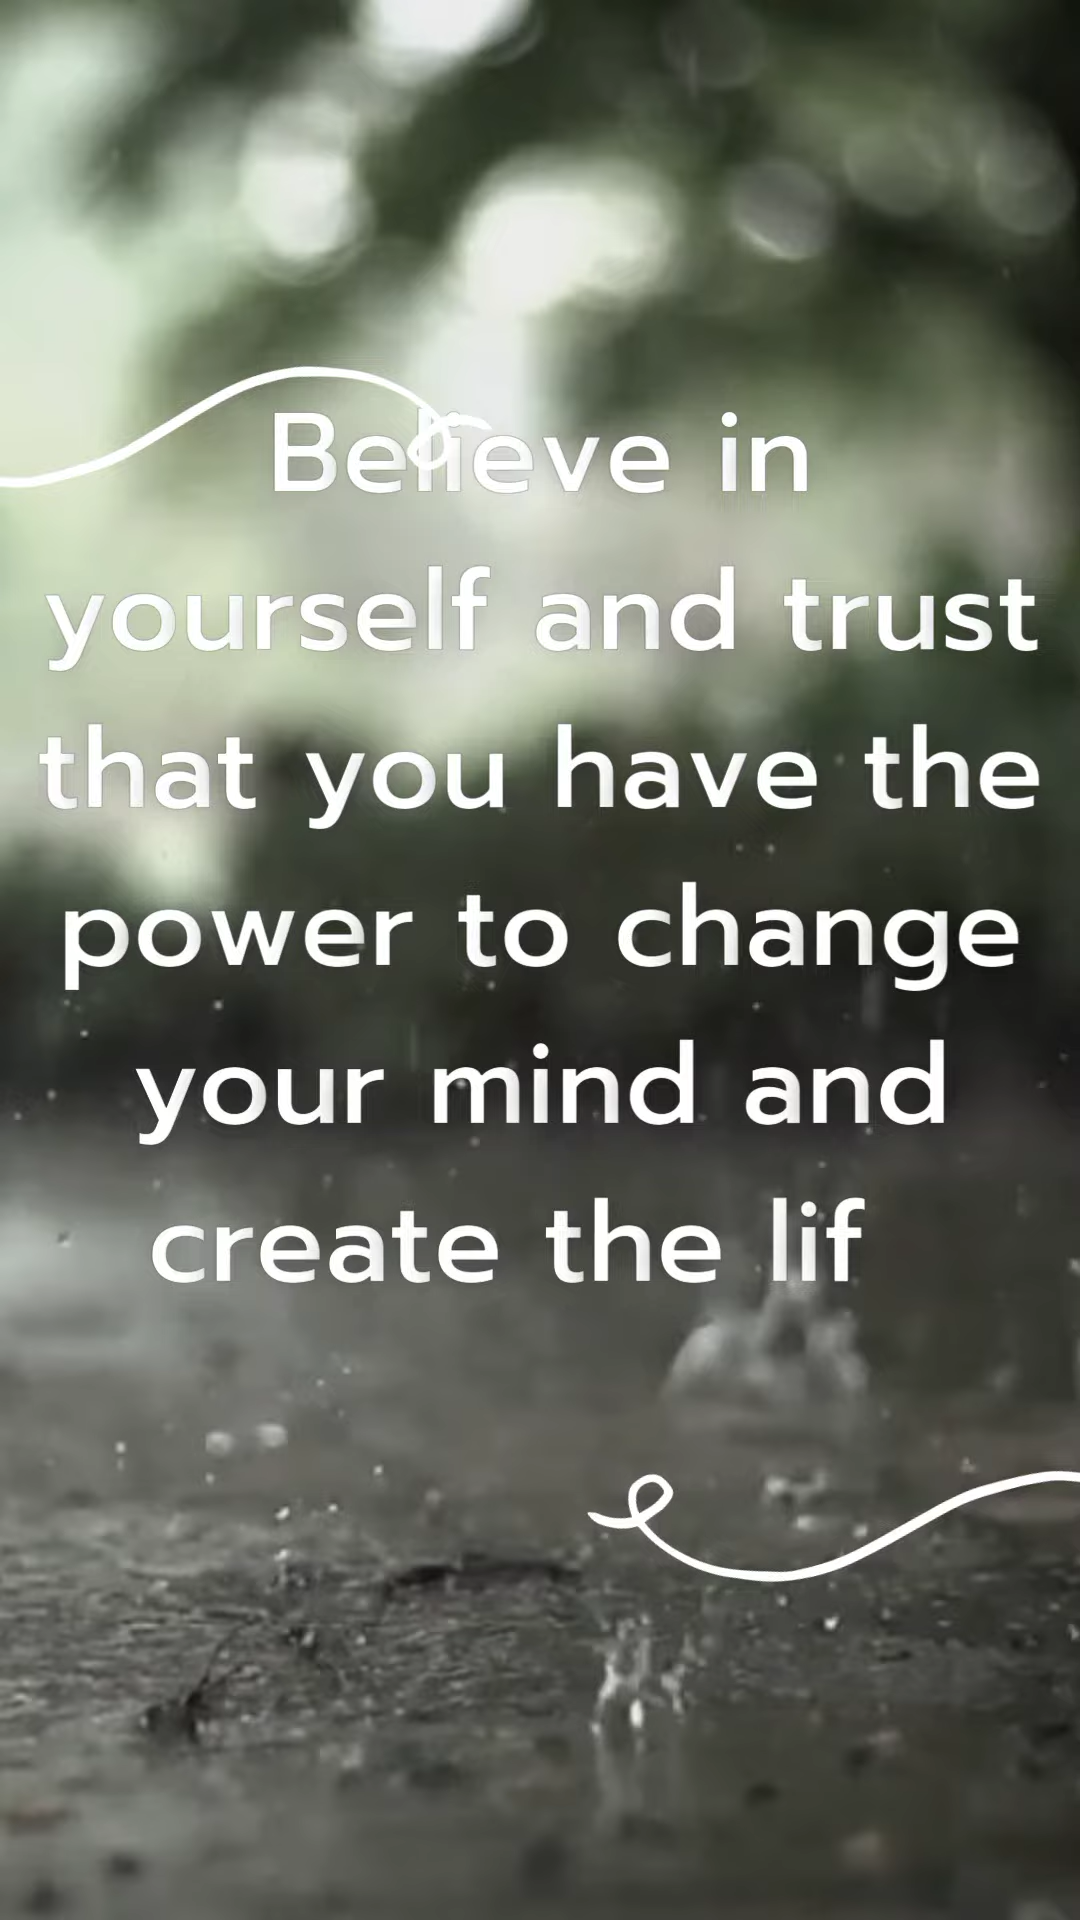 Believe in
yourself and trust
that you have the
power to change
your mind and
create the lif